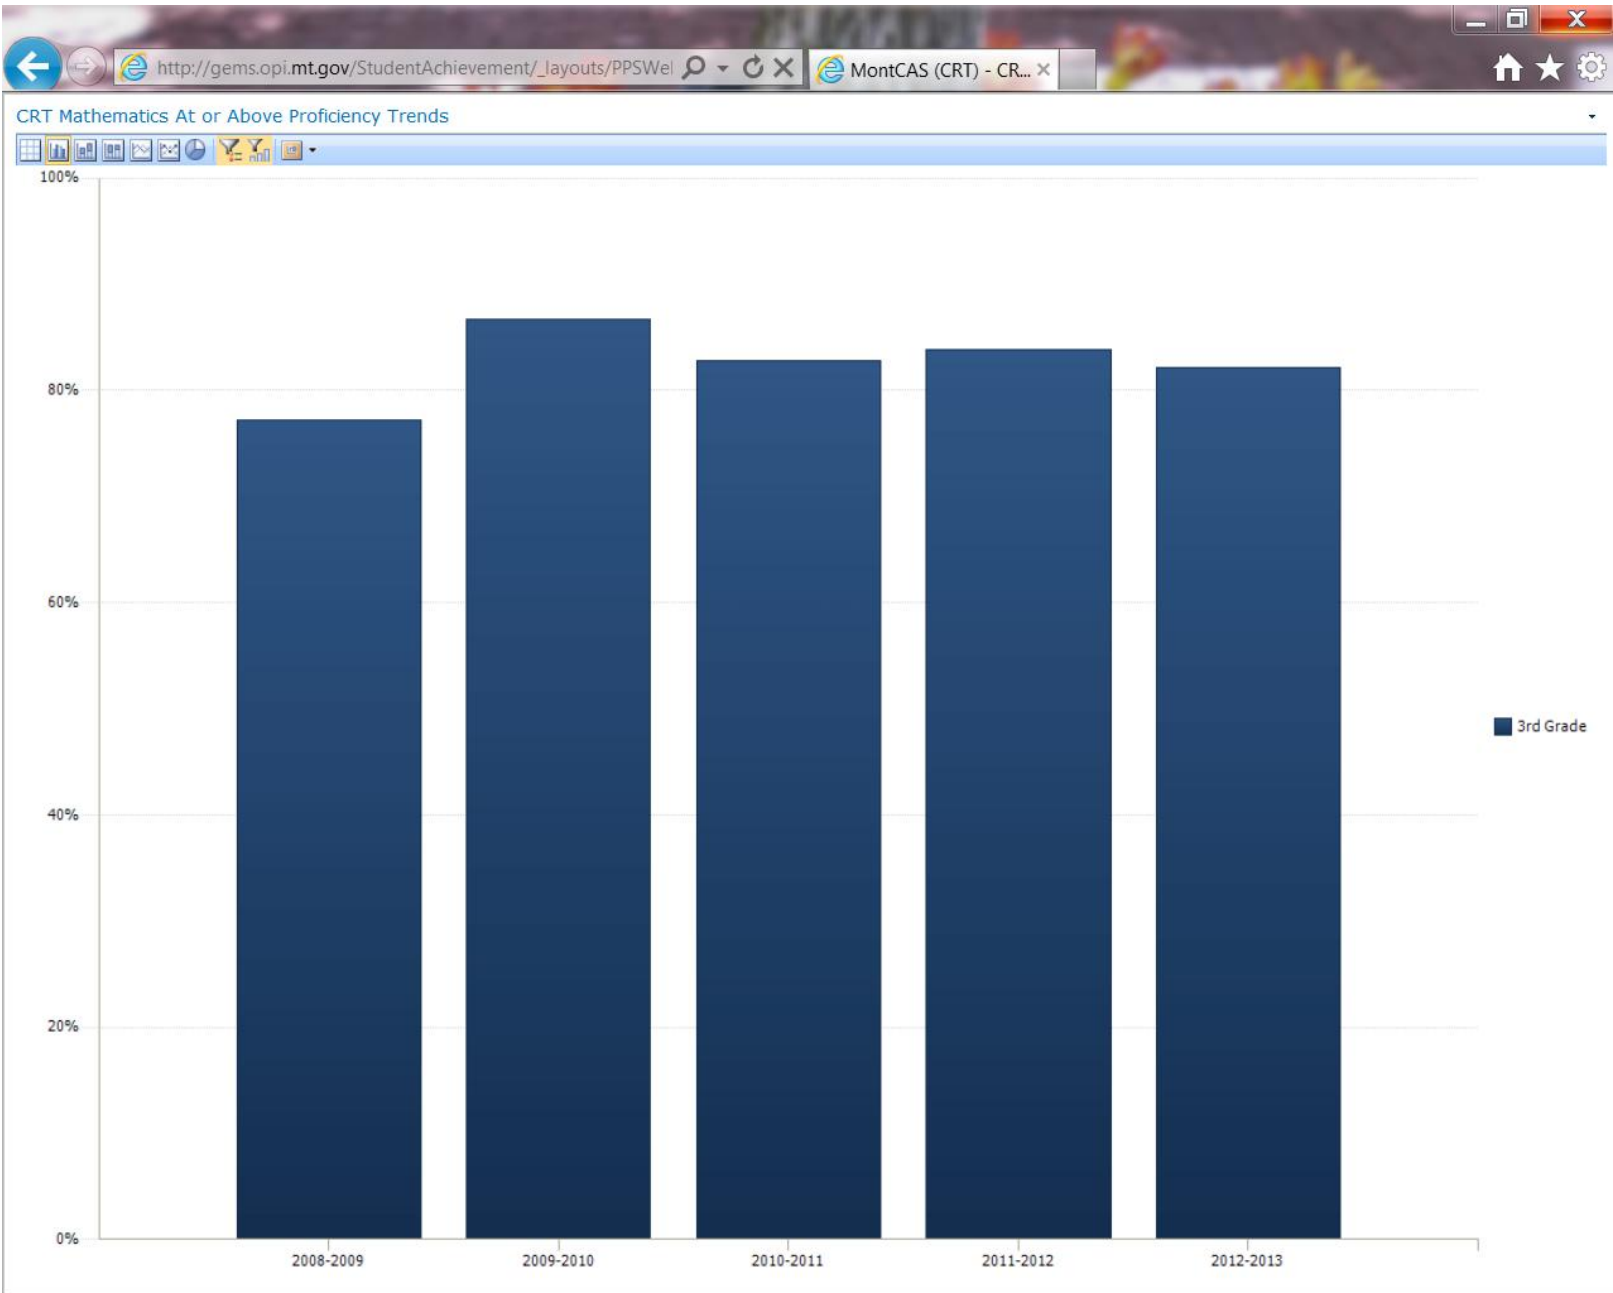 http://gems.opi.mt.gov/StudentAchievement/_layouts/PPSWel
MontCAS (CRT) - CR...
CRT Mathematics At or Above Proficiency Trends
100%
80%
60%
40%
20%
0%
3rd Grade
2008-2009 2009-2010 2010-2011 2011-2012 2012-2013